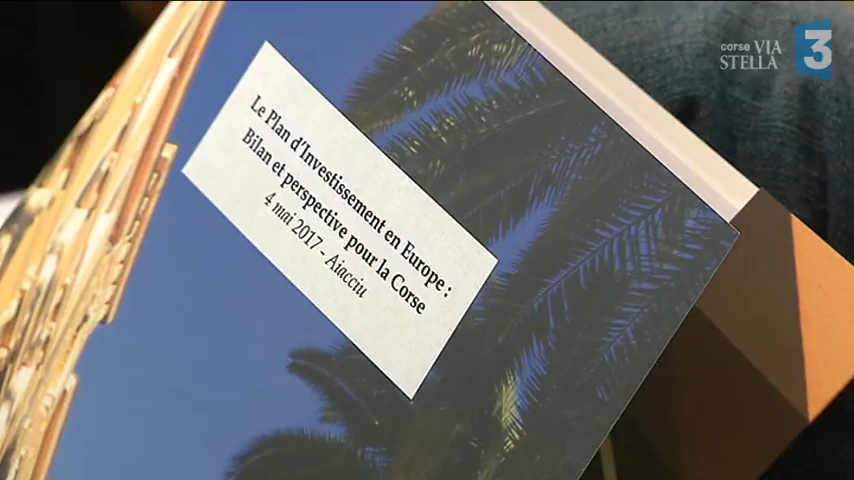 corse VIA
STELLA
3
Le Plan d'Investissement en Europe :
Bilan et perspective pour la Corse
4 mai 2017 - Aiacciu